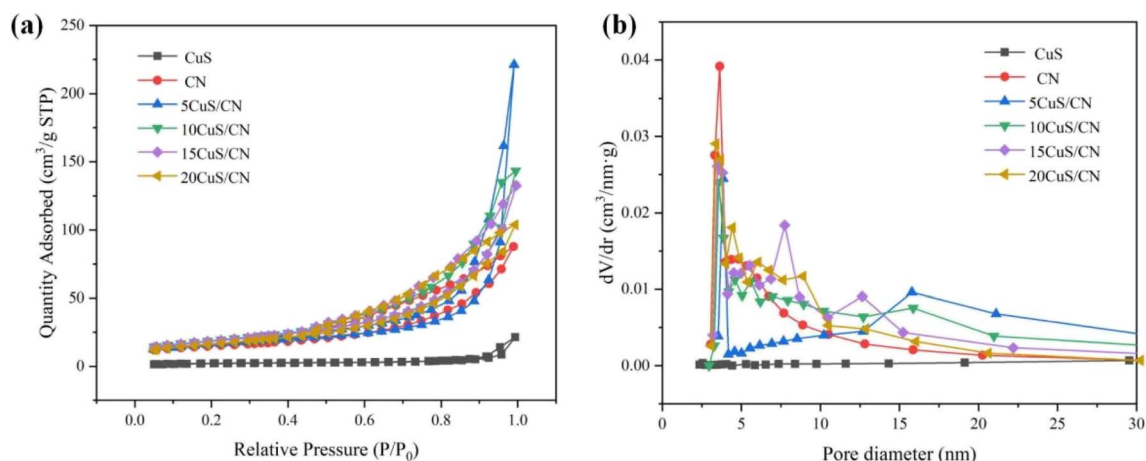 (a)
250
200
150
100
50
0
Quantity Adsorbed (cm³/g STP)
CuS
CN
5CuS/CN
10CuS/CN
15CuS/CN
20CuS/CN
0.0 0.2 0.4 0.6 0.8 1.0
Relative Pressure (P/P₀)
(b)
0.04
0.03
0.02
0.01
0.00
dV/dr (cm³/nm·g)
CuS
CN
5CuS/CN
10CuS/CN
15CuS/CN
20CuS/CN
0 5 10 15 20 25 30
Pore diameter (nm)